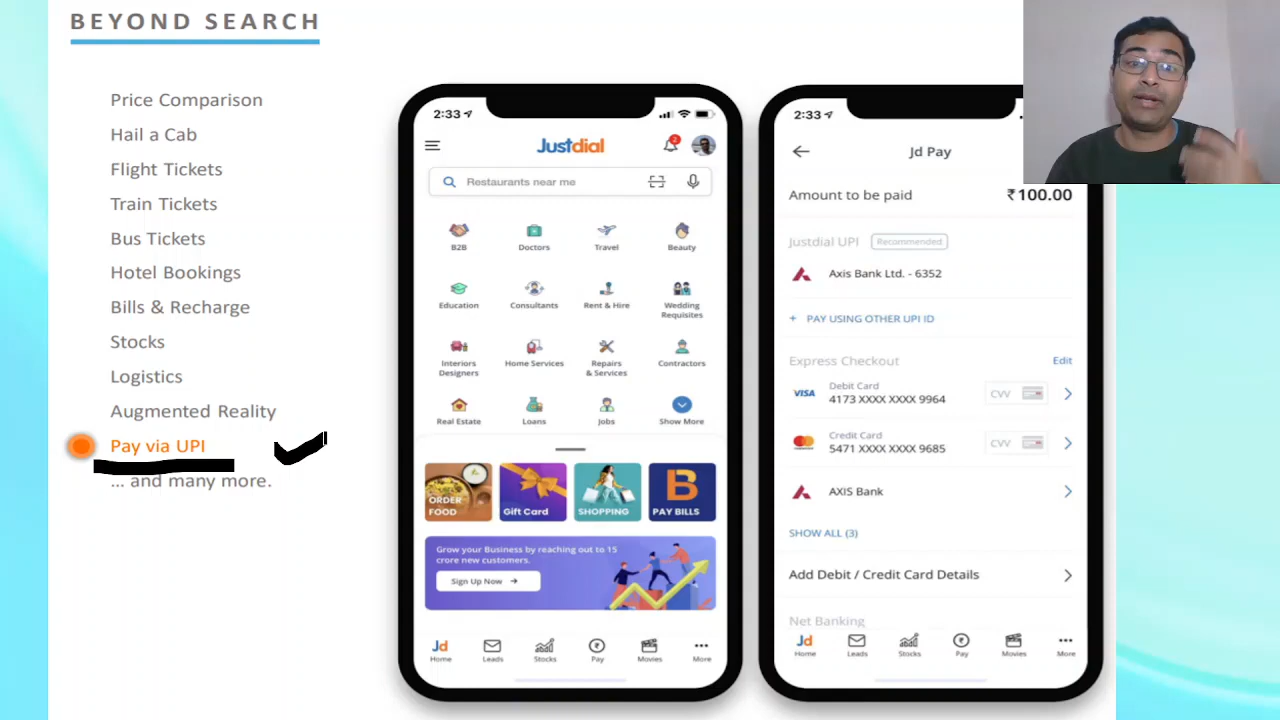 BEYOND SEARCH
Price Comparison
Hail a Cab
Flight Tickets
Train Tickets
Bus Tickets
Hotel Bookings
Bills & Recharge
Stocks
Logistics
Augmented Reality
Pay via UPI
... and many more.
2:33
Justdial
2
Restaurants near me
B2B Doctors Travel Beauty
Education Consultants Rent & Hire Wedding
Requisites
Interiors Home Services Repairs Contractors
Designers & Services
Real Estate Loans Jobs Show More
ORDER
FOOD Gift Card SHOPPING PAY BILLS
B
Grow your Business by reaching out to 15
crore new customers.
Sign Up Now
Jd
Home Leads Stocks Pay Movies More
2:33
Jd Pay
Amount to be paid ₹100.00
Justdial UPI Recommended
Axis Bank Ltd. - 6352
+ PAY USING OTHER UPI ID
Express Checkout Edit
Debit Card
VISA 4173 XXXX XXXX 9964 CVV
Credit Card
5471 XXXX XXXX 9685 CVV
AXIS Bank
SHOW ALL (3)
Add Debit / Credit Card Details
Net Banking
Jd
Home Leads Stocks Pay Movies More